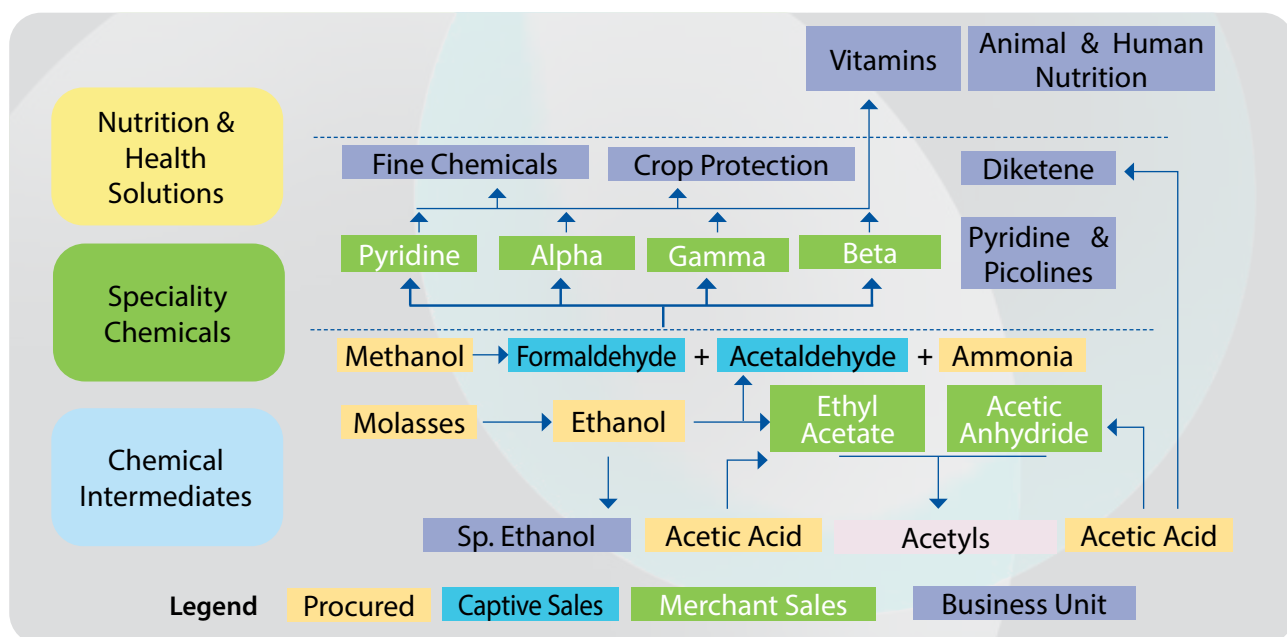 Vitamins
Animal & Human
Nutrition
Nutrition &
Health
Solutions
Fine Chemicals
Crop Protection
Diketene
Pyridine
Alpha
Gamma
Beta
Pyridine &
Picolines
Speciality
Chemicals
Methanol
Formaldehyde
+
Acetaldehyde
+
Ammonia
Molasses
Ethanol
Ethyl
Acetate
Acetic
Anhydride
Chemical
Intermediates
Sp. Ethanol
Acetic Acid
Acetyls
Acetic Acid
Legend
Procured
Captive Sales
Merchant Sales
Business Unit